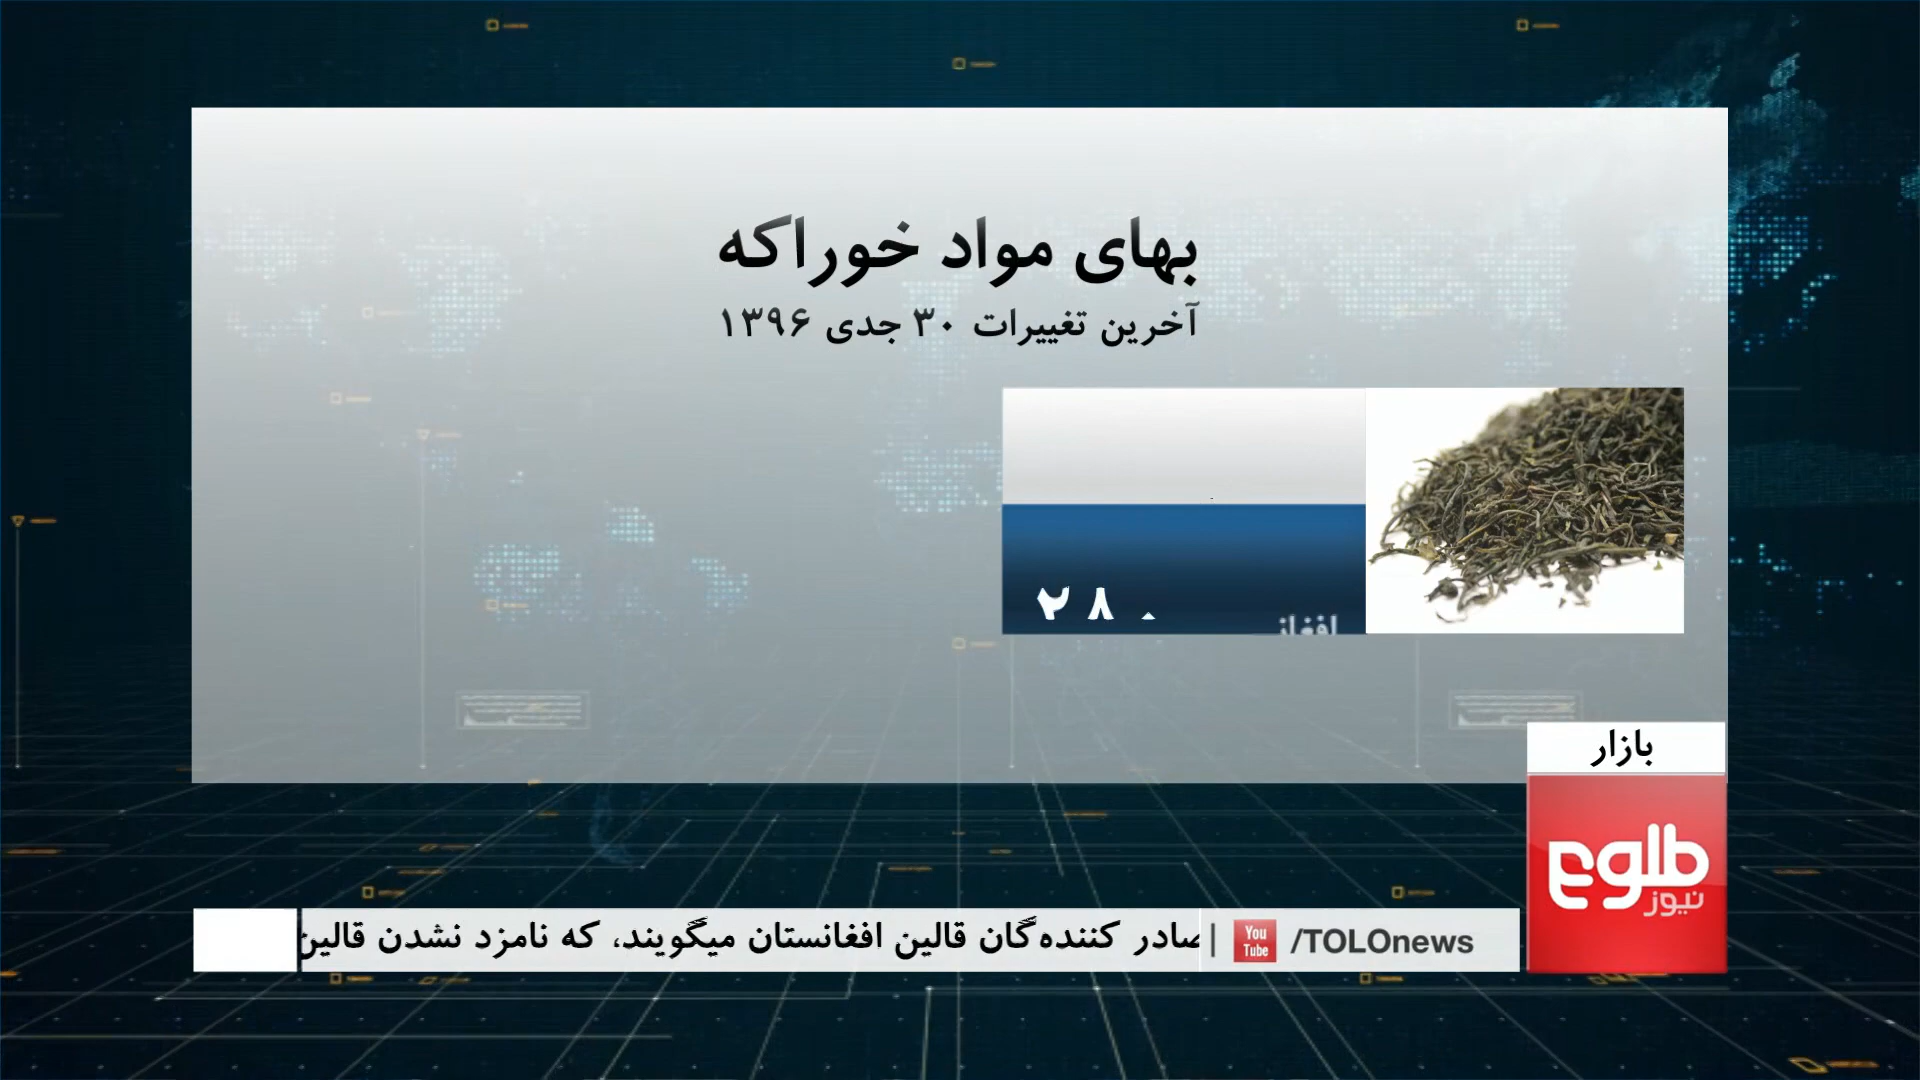 بهای مواد خوراکه
آخرین تغییرات ۳۰ جدی ۱۳۹۶
۲۸۰
بازار
طلوع
نیوز
صادر کننده‌گان قالین افغانستان میگویند، که نامزد نشدن قالین
| You Tube /TOLOnews